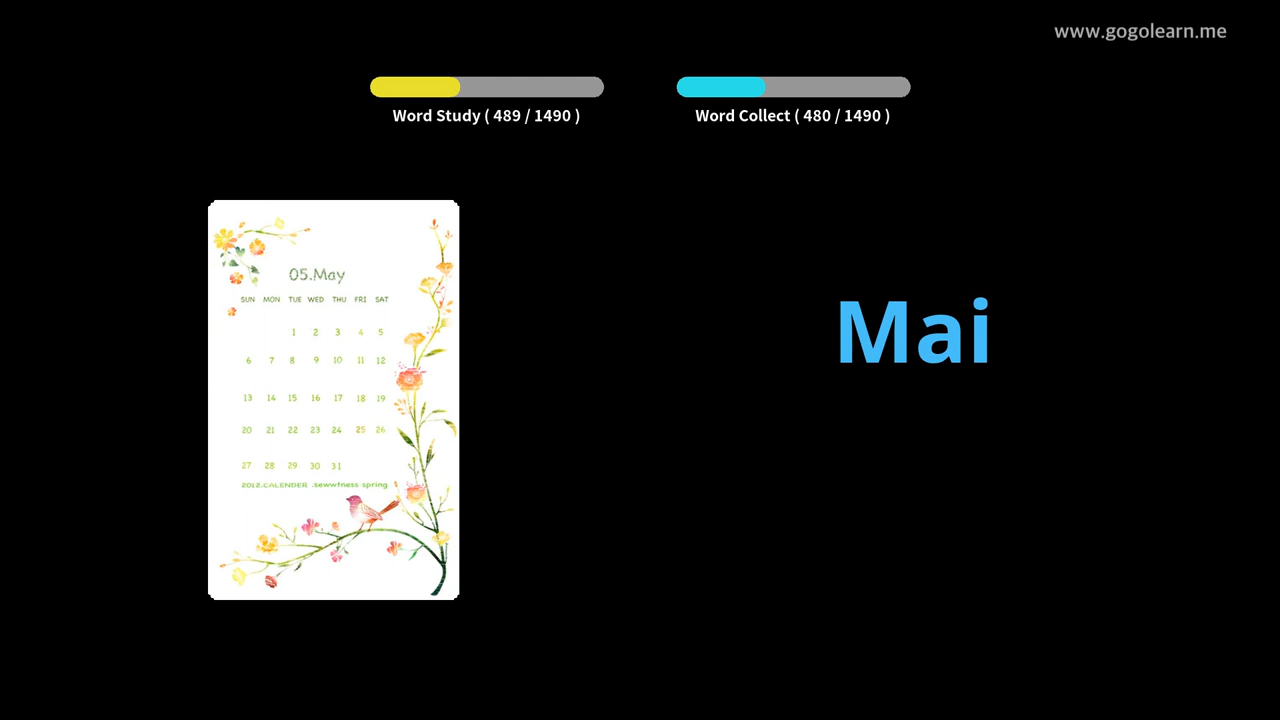 www.gogolearn.me
Word Study ( 489 / 1490 )
Word Collect ( 480 / 1490 )
05.May
SUN MON TUE WED THU FRI SAT
1 2 3 4 5
6 7 8 9 10 11 12
13 14 15 16 17 18 19
20 21 22 23 24 25 26
27 28 29 30 31
2012.CALENDER .sewwtness spring
Mai